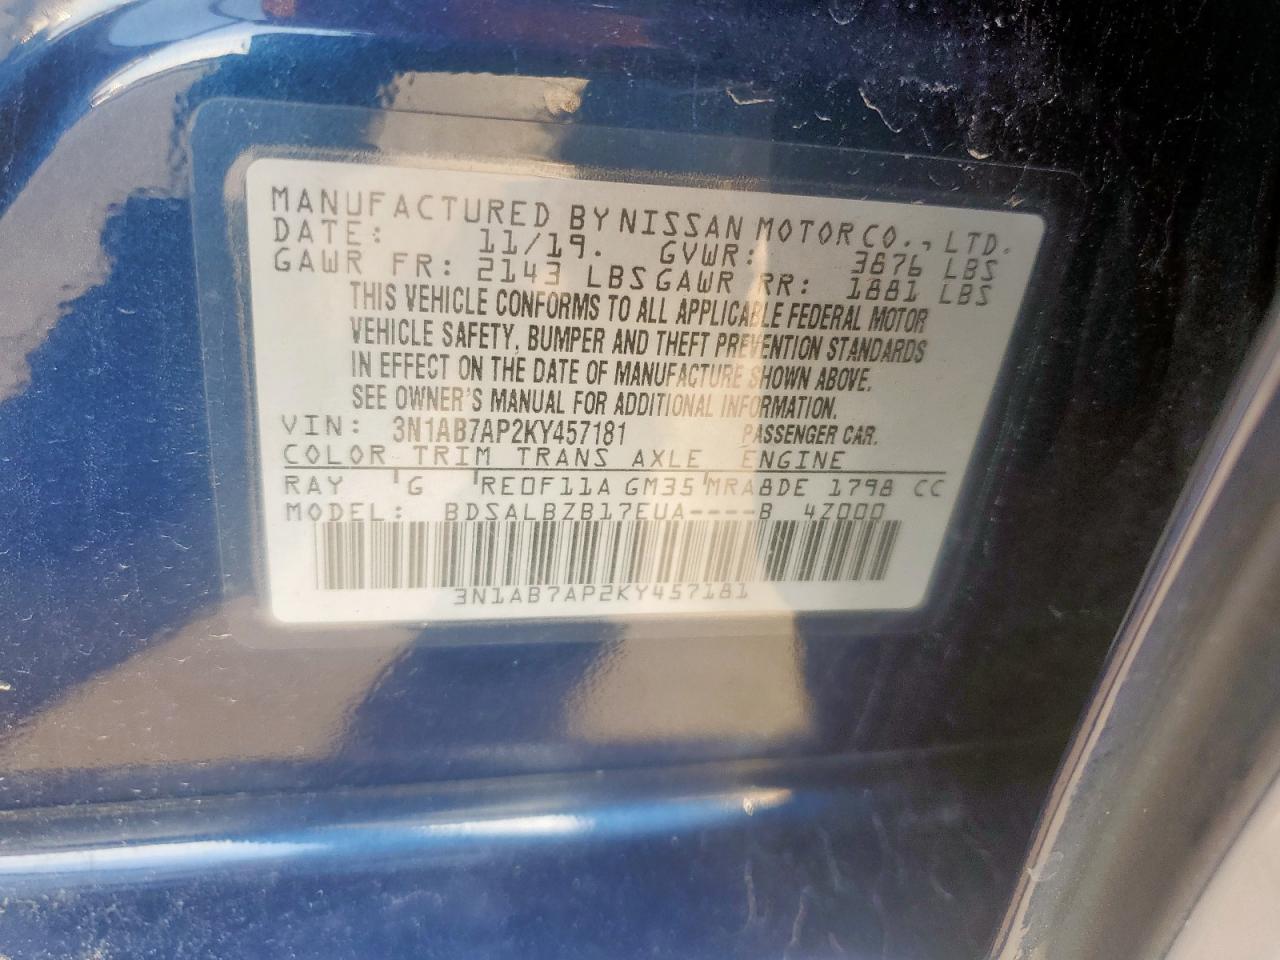 MANUFACTURED BY NISSAN MOTOR CO., LTD.
DATE: 11/19. GVWR: 3876 LBS
GAWR FR: 2143 LBS GAWR RR: 1881 LBS
THIS VEHICLE CONFORMS TO ALL APPLICABLE FEDERAL MOTOR
VEHICLE SAFETY, BUMPER AND THEFT PREVENTION STANDARDS
IN EFFECT ON THE DATE OF MANUFACTURE SHOWN ABOVE.
SEE OWNER'S MANUAL FOR ADDITIONAL INFORMATION.
VIN: 3N1AB7AP2KY457181 PASSENGER CAR.
COLOR TRIM TRANS AXLE ENGINE
RAY G RE0F11A GM35 MRA8DE 1798 CC
MODEL: BDSALBZB17EUA----B 4Z000
3N1AB7AP2KY457181